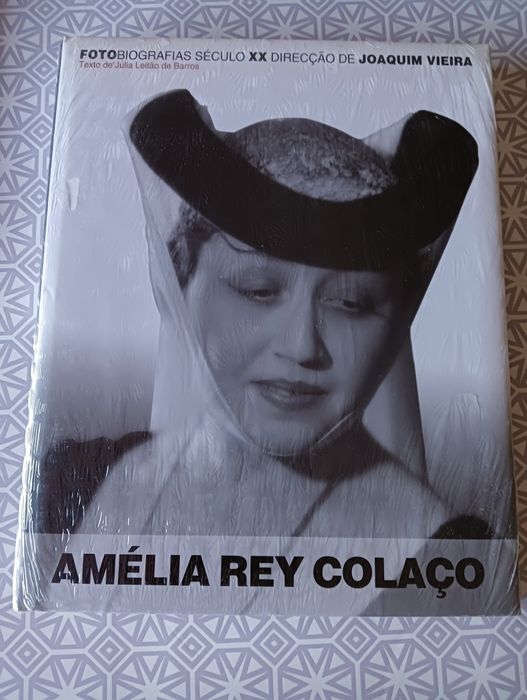 FOTOBIOGRAFIAS SÉCULO XX DIRECÇÃO DE JOAQUIM VIEIRA
Texto de Júlia Leitão de Barros
AMÉLIA REY COLAÇO